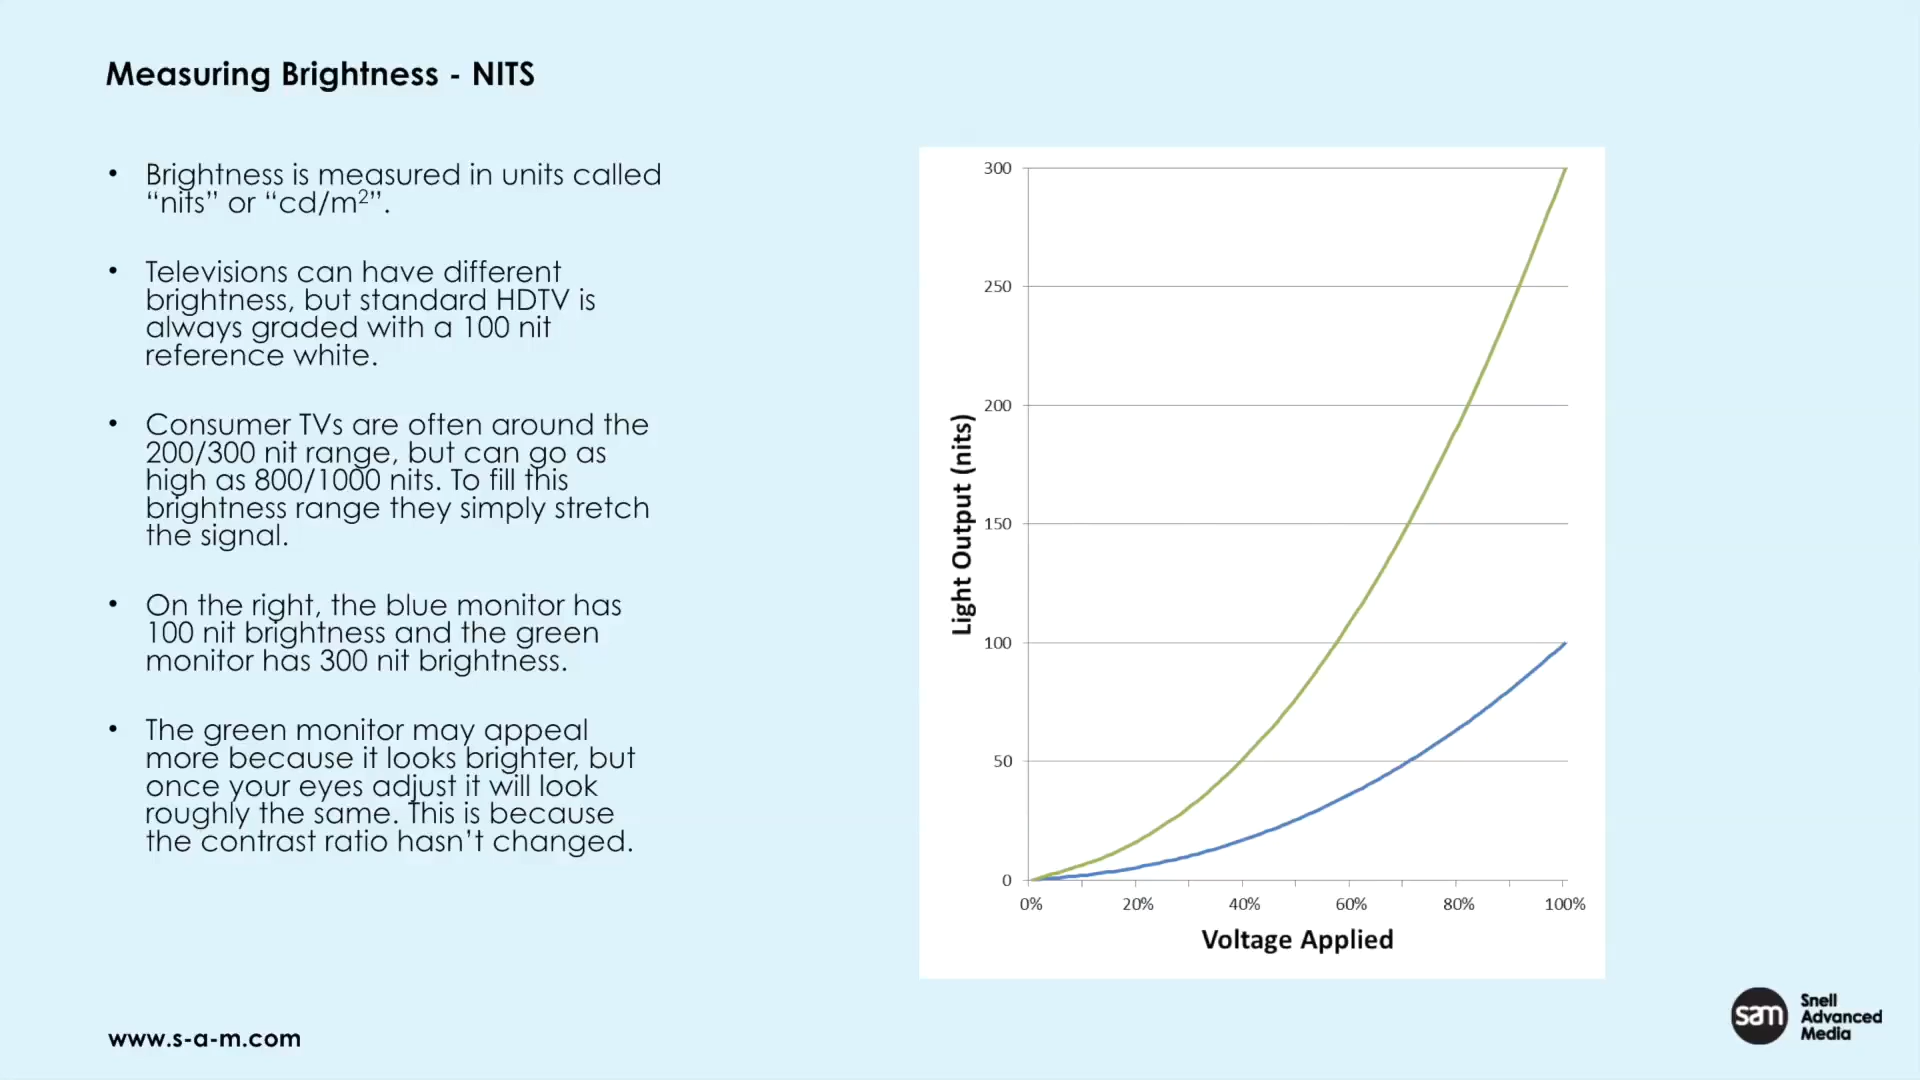 Measuring Brightness - NITS
• Brightness is measured in units called
“nits” or “cd/m²”.
• Televisions can have different
brightness, but standard HDTV is
always graded with a 100 nit
reference white.
• Consumer TVs are often around the
200/300 nit range, but can go as
high as 800/1000 nits. To fill this
brightness range they simply stretch
the signal.
• On the right, the blue monitor has
100 nit brightness and the green
monitor has 300 nit brightness.
• The green monitor may appeal
more because it looks brighter, but
once your eyes adjust it will look
roughly the same. This is because
the contrast ratio hasn’t changed.
Light Output (nits)
300
250
200
150
100
50
0
0% 20% 40% 60% 80% 100%
Voltage Applied
www.s-a-m.com
sam
Snell
Advanced
Media